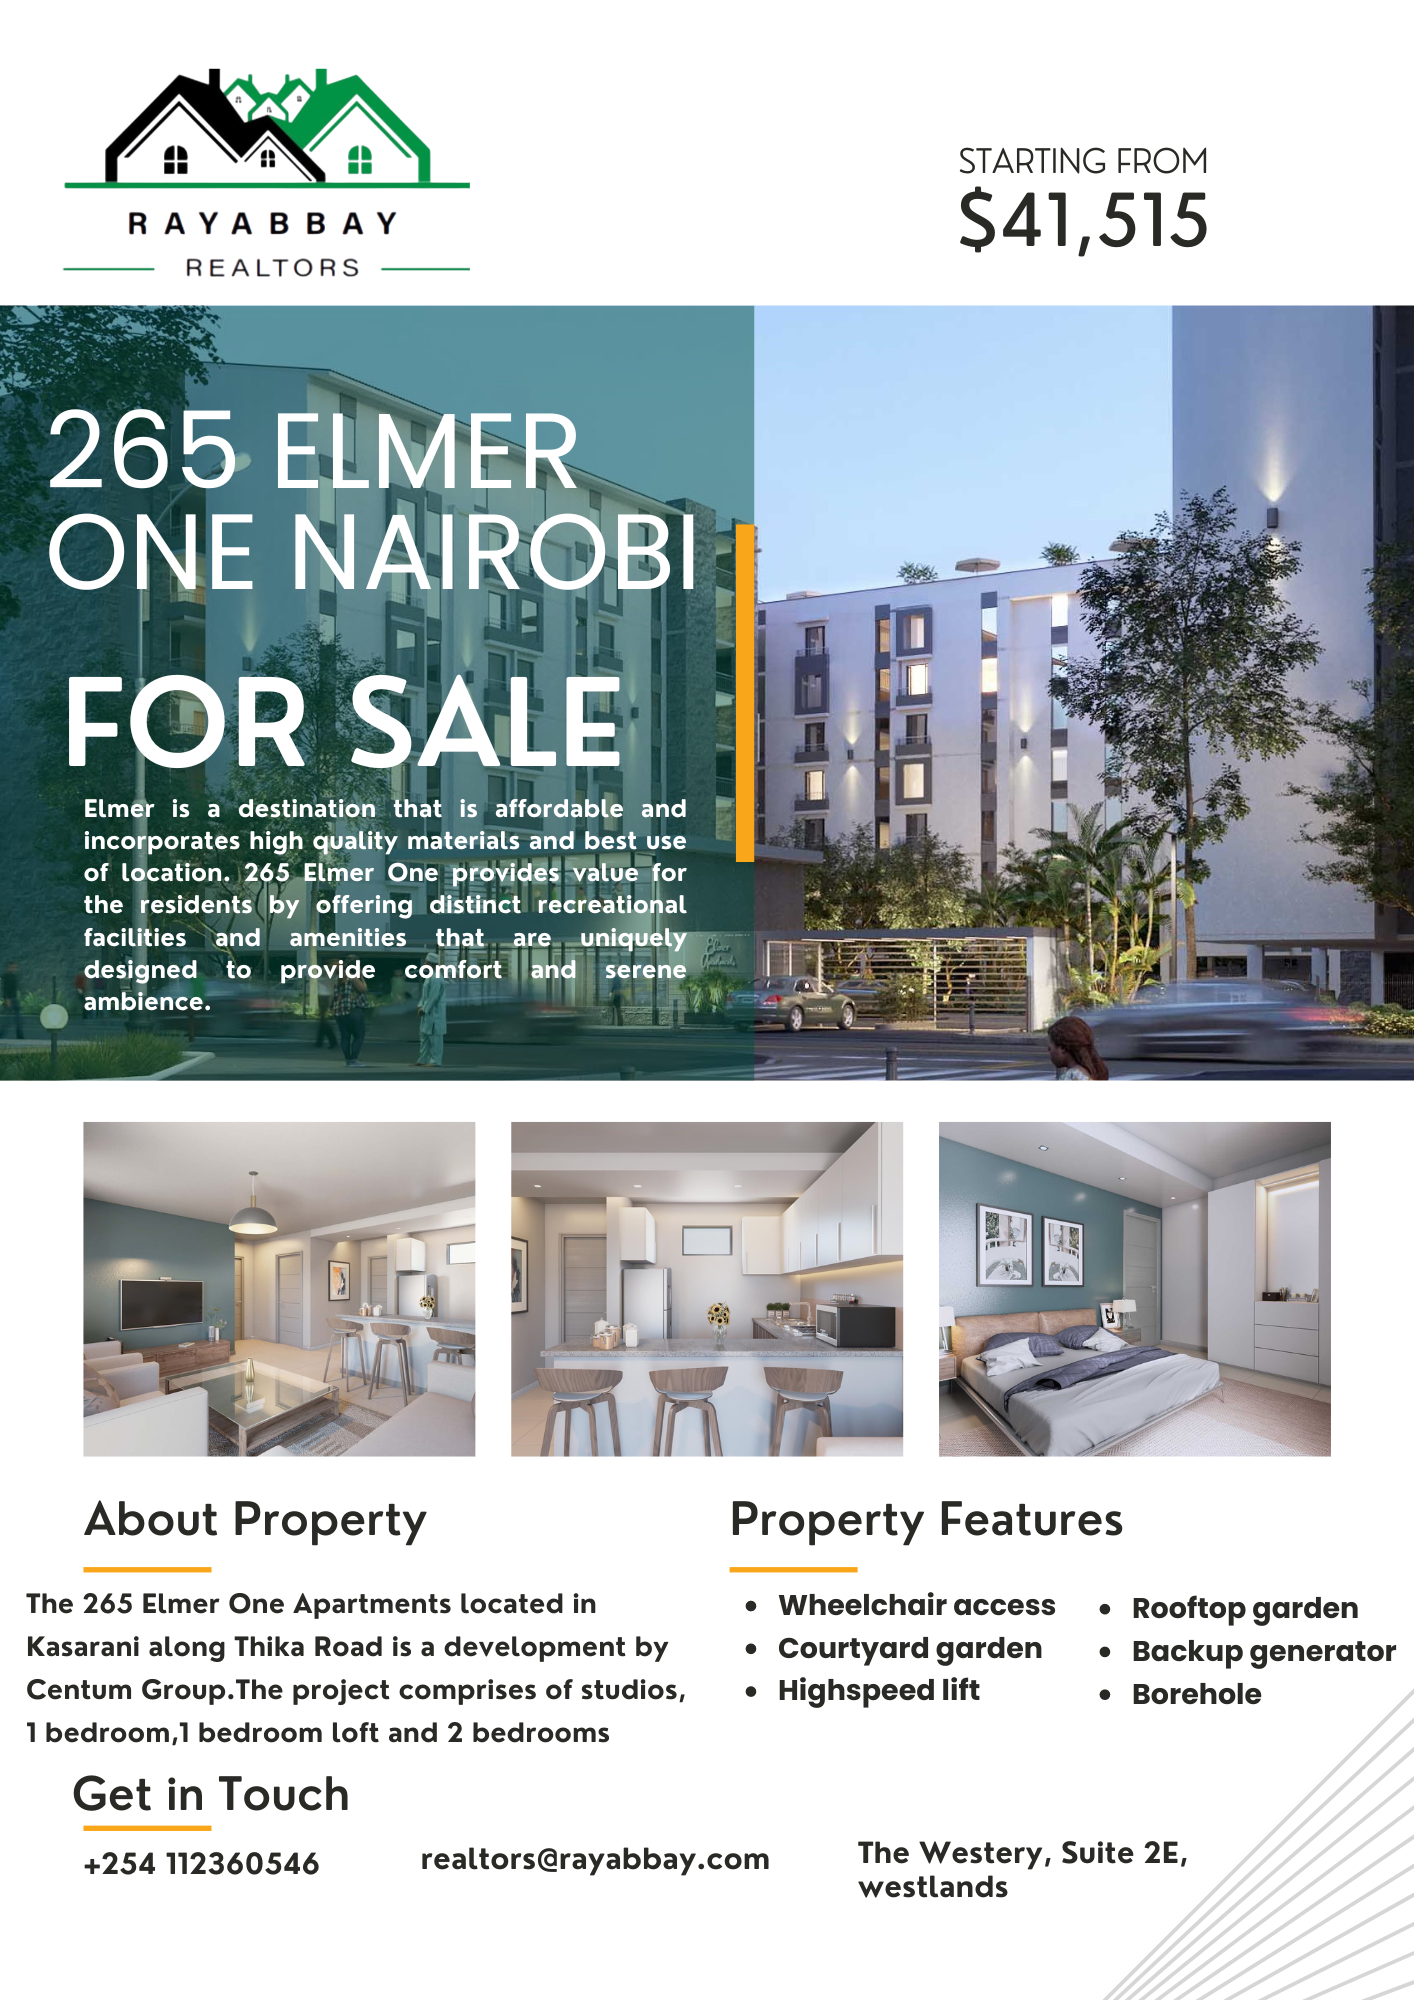 RAYABBAY
REALTORS
STARTING FROM
$41,515
265 ELMER
ONE NAIROBI
FOR SALE
Elmer is a destination that is affordable and
incorporates high quality materials and best use
of location. 265 Elmer One provides value for
the residents by offering distinct recreational
facilities and amenities that are uniquely
designed to provide comfort and serene
ambience.
Elmer
Apartments
About Property
The 265 Elmer One Apartments located in
Kasarani along Thika Road is a development by
Centum Group.The project comprises of studios,
1 bedroom,1 bedroom loft and 2 bedrooms
Property Features
• Wheelchair access
• Courtyard garden
• Highspeed lift
• Rooftop garden
• Backup generator
• Borehole
Get in Touch
+254 112360546
realtors@rayabbay.com
The Westery, Suite 2E,
westlands